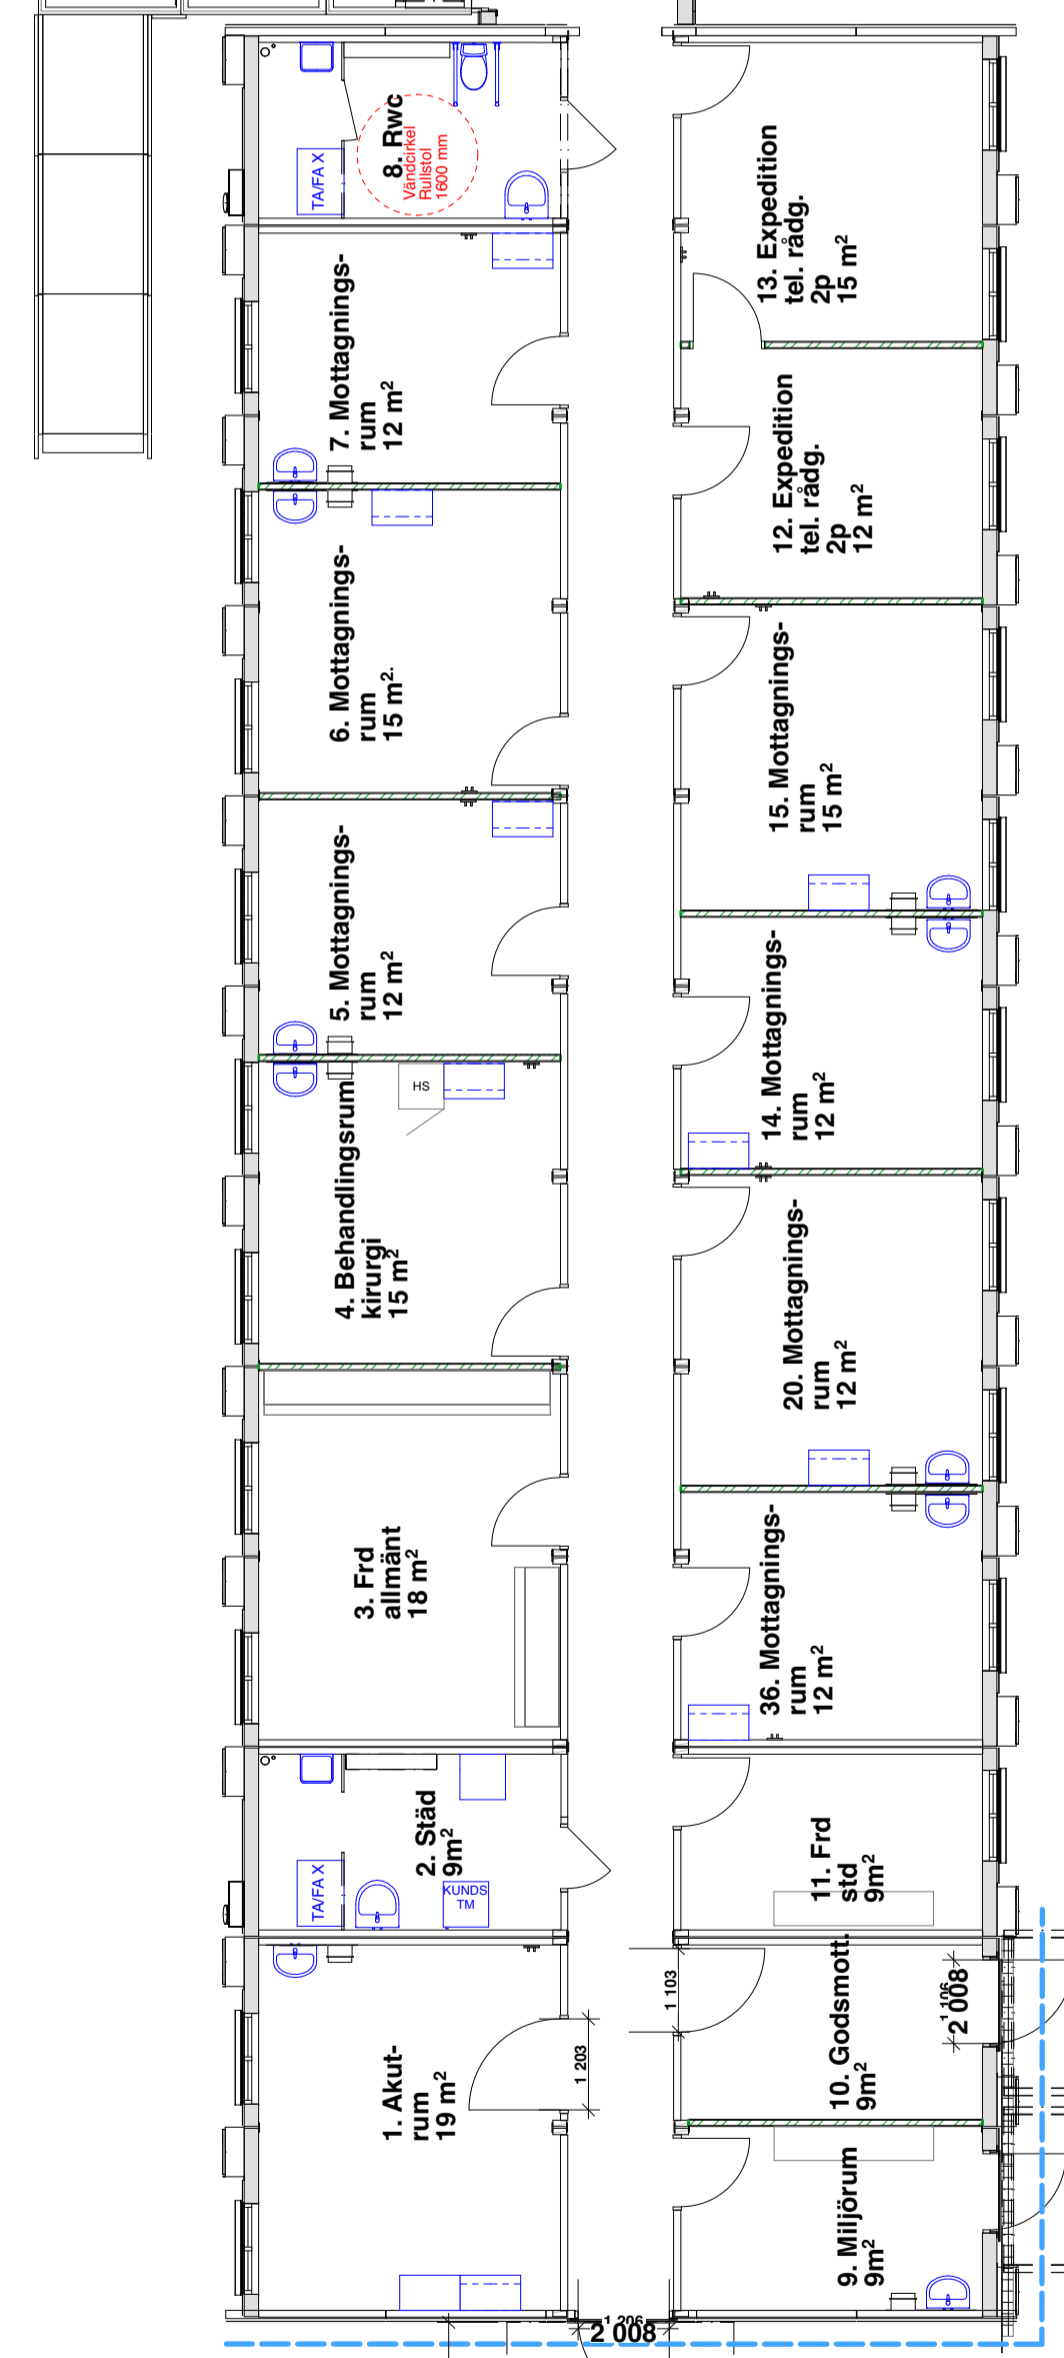 8. Rwc
Vändcirkel
Rullstol
1600 mm
TA/FA X
7. Mottagnings-
rum
12 m²
6. Mottagnings-
rum
15 m².
5. Mottagnings-
rum
12 m²
HS
4. Behandlingsrum
kirurgi
15 m²
3. Frd
allmänt
18 m²
2. Städ
9m²
TA/FA X
KUNDS
TM
1. Akut-
rum
19 m²
1 203
13. Expedition
tel. rådg.
2p
15 m²
12. Expedition
tel. rådg.
2p
12 m²
15. Mottagnings-
rum
15 m²
14. Mottagnings-
rum
12 m²
20. Mottagnings-
rum
12 m²
36. Mottagnings-
rum
12 m²
11. Frd
std
9m²
1 103
10. Godsmott.
9m²
1 106
2 008
9. Miljörum
9m²
1 206
2 008